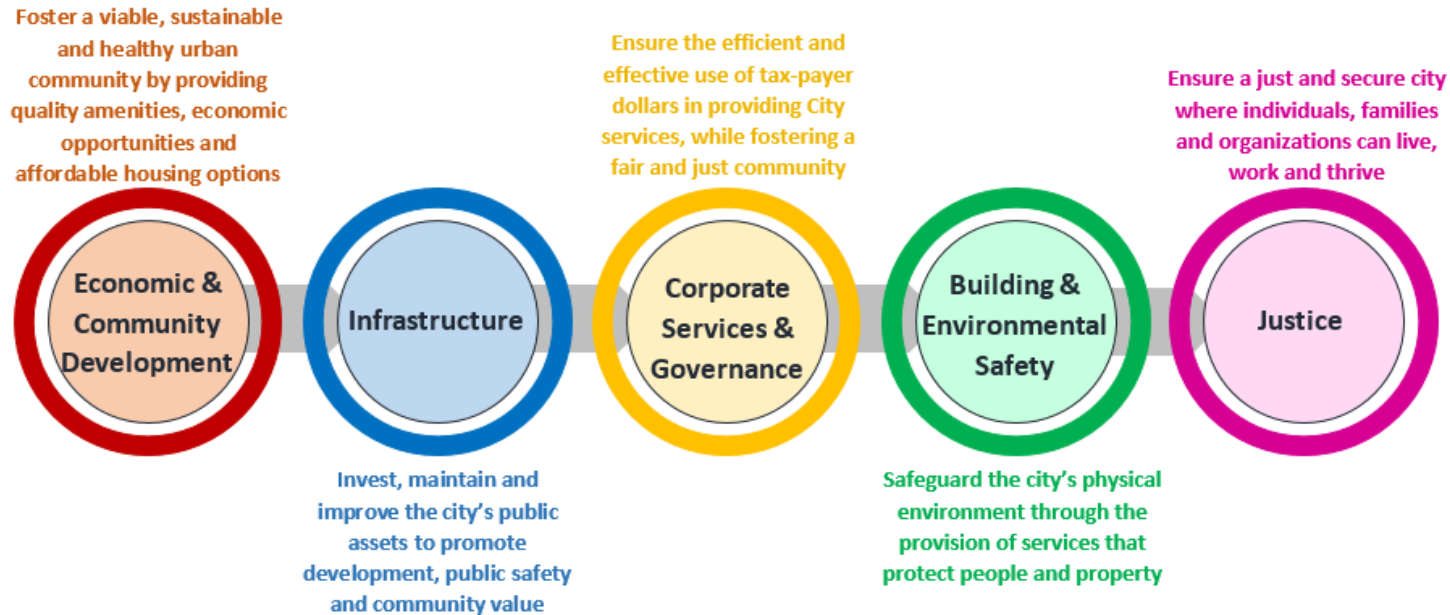 Foster a viable, sustainable
and healthy urban
community by providing
quality amenities, economic
opportunities and
affordable housing options
Economic &
Community
Development
Infrastructure
Invest, maintain and
improve the city’s public
assets to promote
development, public safety
and community value
Ensure the efficient and
effective use of tax-payer
dollars in providing City
services, while fostering a
fair and just community
Corporate
Services &
Governance
Building &
Environmental
Safety
Safeguard the city’s physical
environment through the
provision of services that
protect people and property
Ensure a just and secure city
where individuals, families
and organizations can live,
work and thrive
Justice